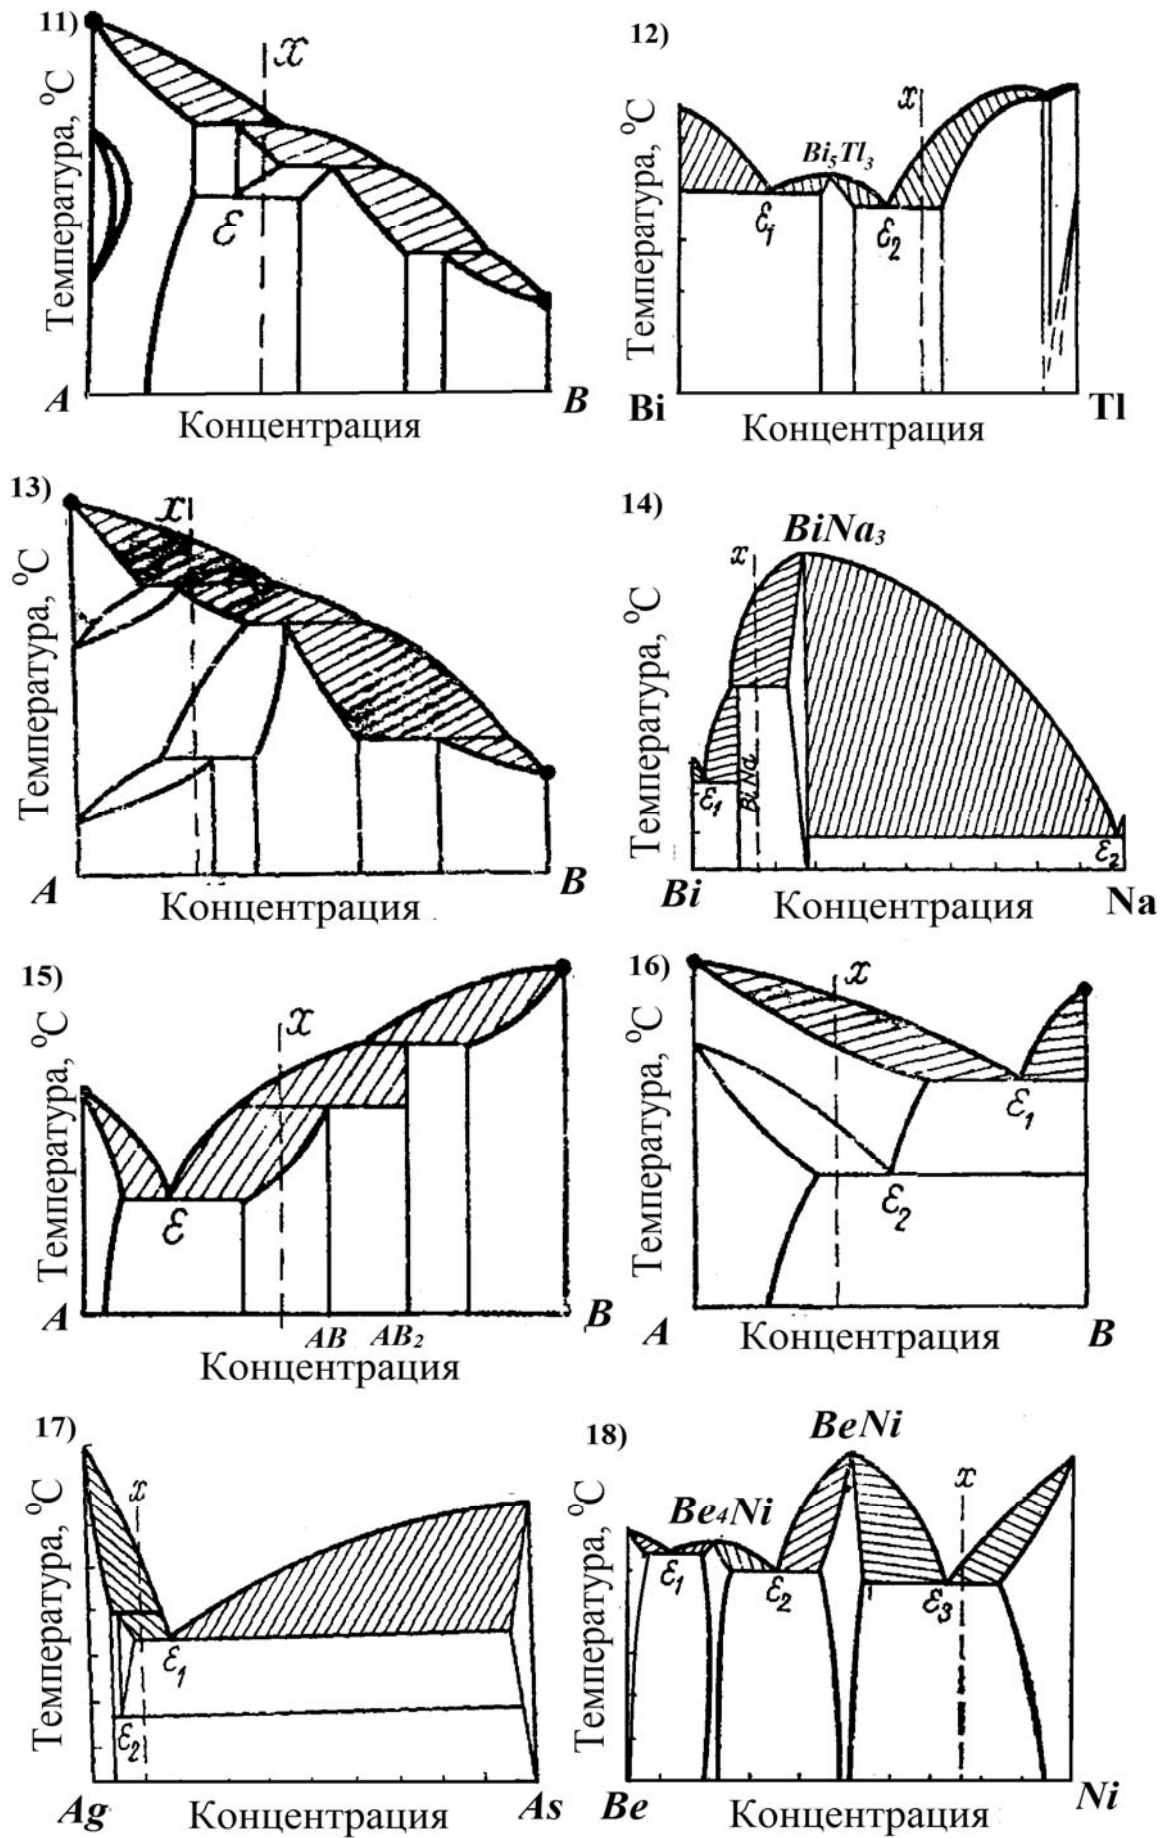 11)
x
Температура, °C
ε
A
B
Концентрация
12)
x
Температура, °C
Bi₅Tl₃
ε₁
ε₂
Bi
Tl
Концентрация
13)
x
Температура, °C
A
B
Концентрация
14)
BiNa₃
x
Температура, °C
ε₁
BiNa
ε₂
Bi
Na
Концентрация
15)
x
Температура, °C
ε
A
AB
AB₂
B
Концентрация
16)
x
Температура, °C
ε₁
ε₂
A
B
Концентрация
17)
x
Температура, °C
ε₁
ε₂
Ag
As
Концентрация
18)
BeNi
x
Температура, °C
Be₄Ni
ε₁
ε₂
ε₃
Be
Ni
Концентрация